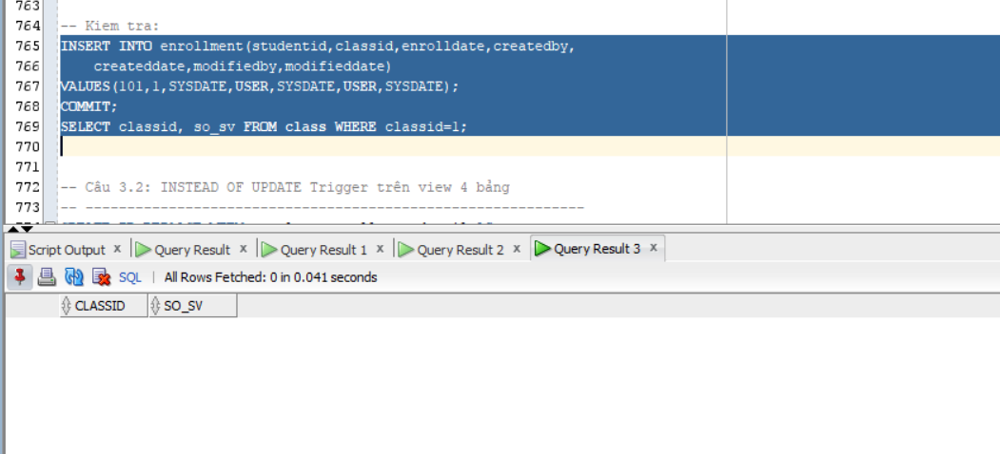 763
764 -- Kiem tra:
765 INSERT INTO enrollment(studentid,classid,enrolldate,createdby,
766 createddate,modifiedby,modifieddate)
767 VALUES(101,1,SYSDATE,USER,SYSDATE,USER,SYSDATE);
768 COMMIT;
769 SELECT classid, so_sv FROM class WHERE classid=1;
770
771
772 -- Câu 3.2: INSTEAD OF UPDATE Trigger trên view 4 bảng
773 -- ------------------------------------------------------------
Script Output x Query Result x Query Result 1 x Query Result 2 x Query Result 3 x
SQL | All Rows Fetched: 0 in 0.041 seconds
CLASSID SO_SV